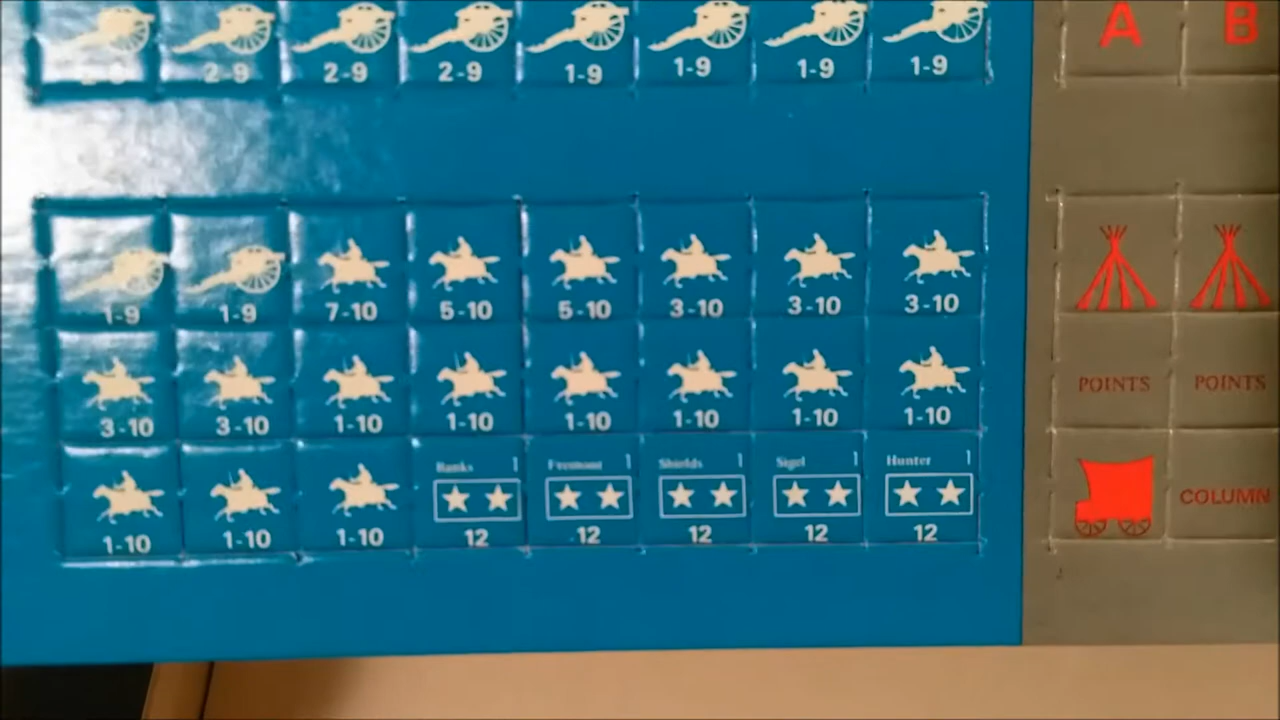 2-9 2-9 2-9 1-9 1-9 1-9 1-9 A B
1-9 1-9 7-10 5-10 5-10 3-10 3-10 3-10
3-10 3-10 1-10 1-10 1-10 1-10 1-10 1-10 POINTS POINTS
Banks 1 Fremont 1 Shields 1 Sigel 1 Hunter 1
1-10 1-10 1-10 12 12 12 12 12 COLUMN